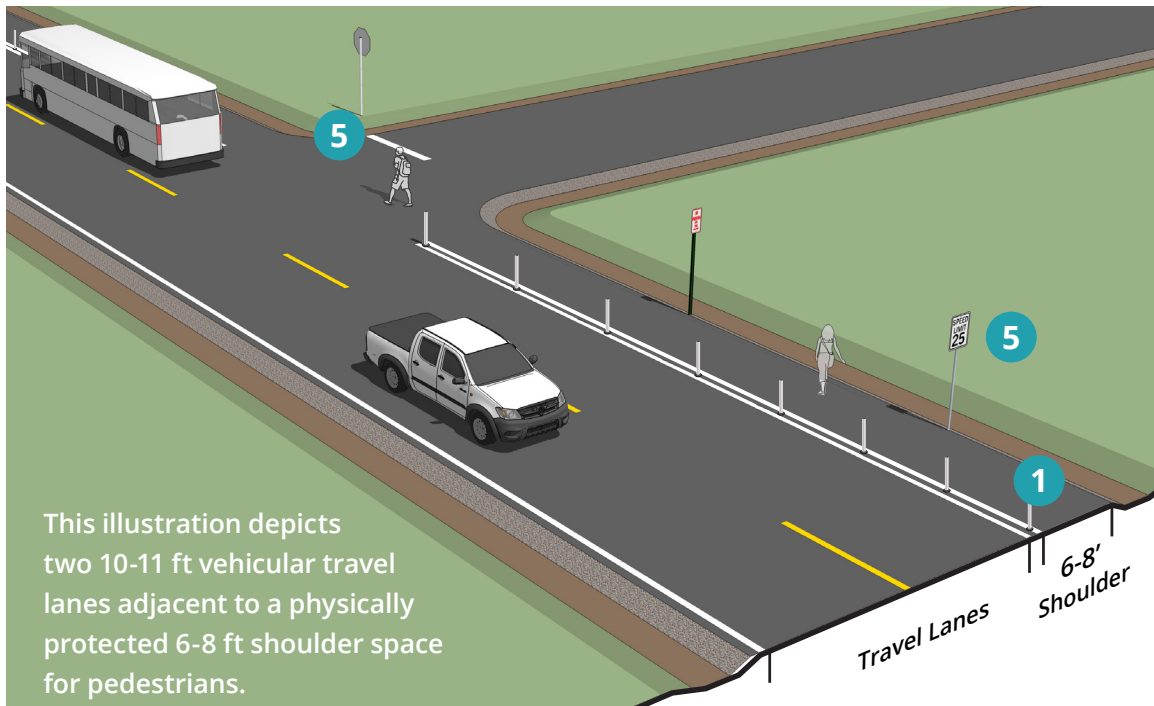 5
SPEED
LIMIT
25
5
1
6-8'
Shoulder
Travel Lanes
This illustration depicts
two 10-11 ft vehicular travel
lanes adjacent to a physically
protected 6-8 ft shoulder space
for pedestrians.